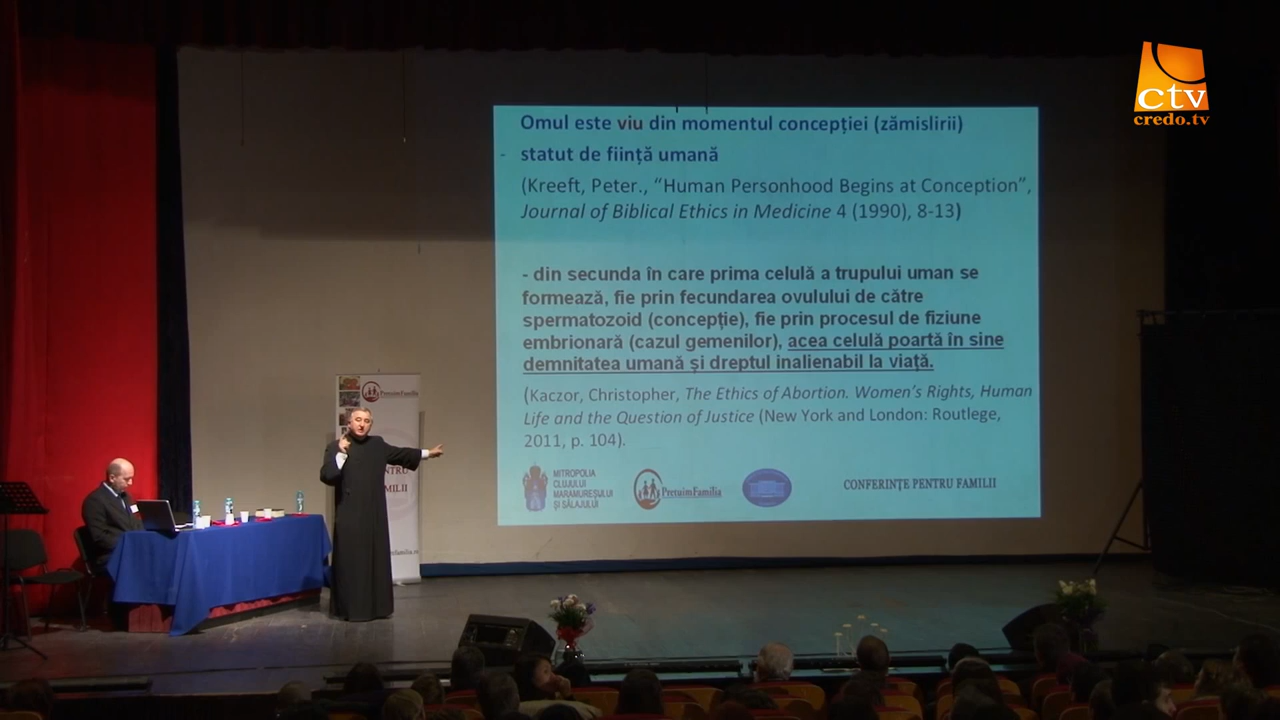 ctv
credo.tv
Omul este viu din momentul concepției (zămislirii)
- statut de ființă umană
(Kreeft, Peter., “Human Personhood Begins at Conception”,
Journal of Biblical Ethics in Medicine 4 (1990), 8-13)
- din secunda în care prima celulă a trupului uman se
formează, fie prin fecundarea ovulului de către
spermatozoid (concepție), fie prin procesul de fiziune
embrionară (cazul gemenilor), acea celulă poartă în sine
demnitatea umană și dreptul inalienabil la viață.
(Kaczor, Christopher, The Ethics of Abortion. Women’s Rights, Human
Life and the Question of Justice (New York and London: Routlege,
2011, p. 104).
MITROPOLIA
CLUJULUI
MARAMUREȘULUI
ȘI SĂLAJULUI
PretuimFamilia
CONFERINȚE PENTRU FAMILII
PretuimFamilia